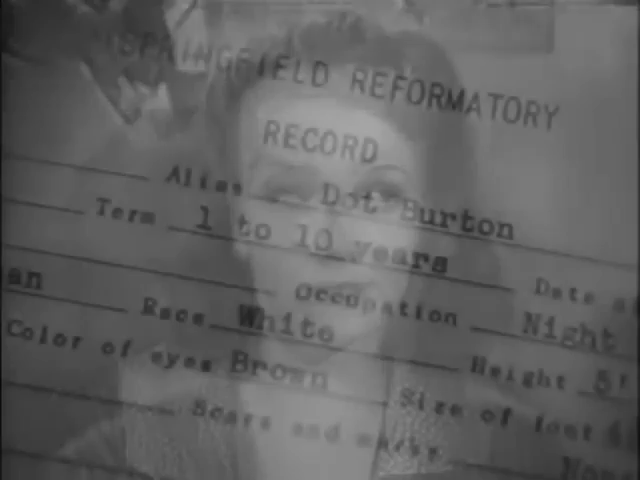 SPRINGFIELD REFORMATORY
RECORD
Alias Dot Burton
Term 1 to 10 years Date
Occupation Night
an Race White Height 5'
Color of eyes Brown Size of foot
Scars and marks